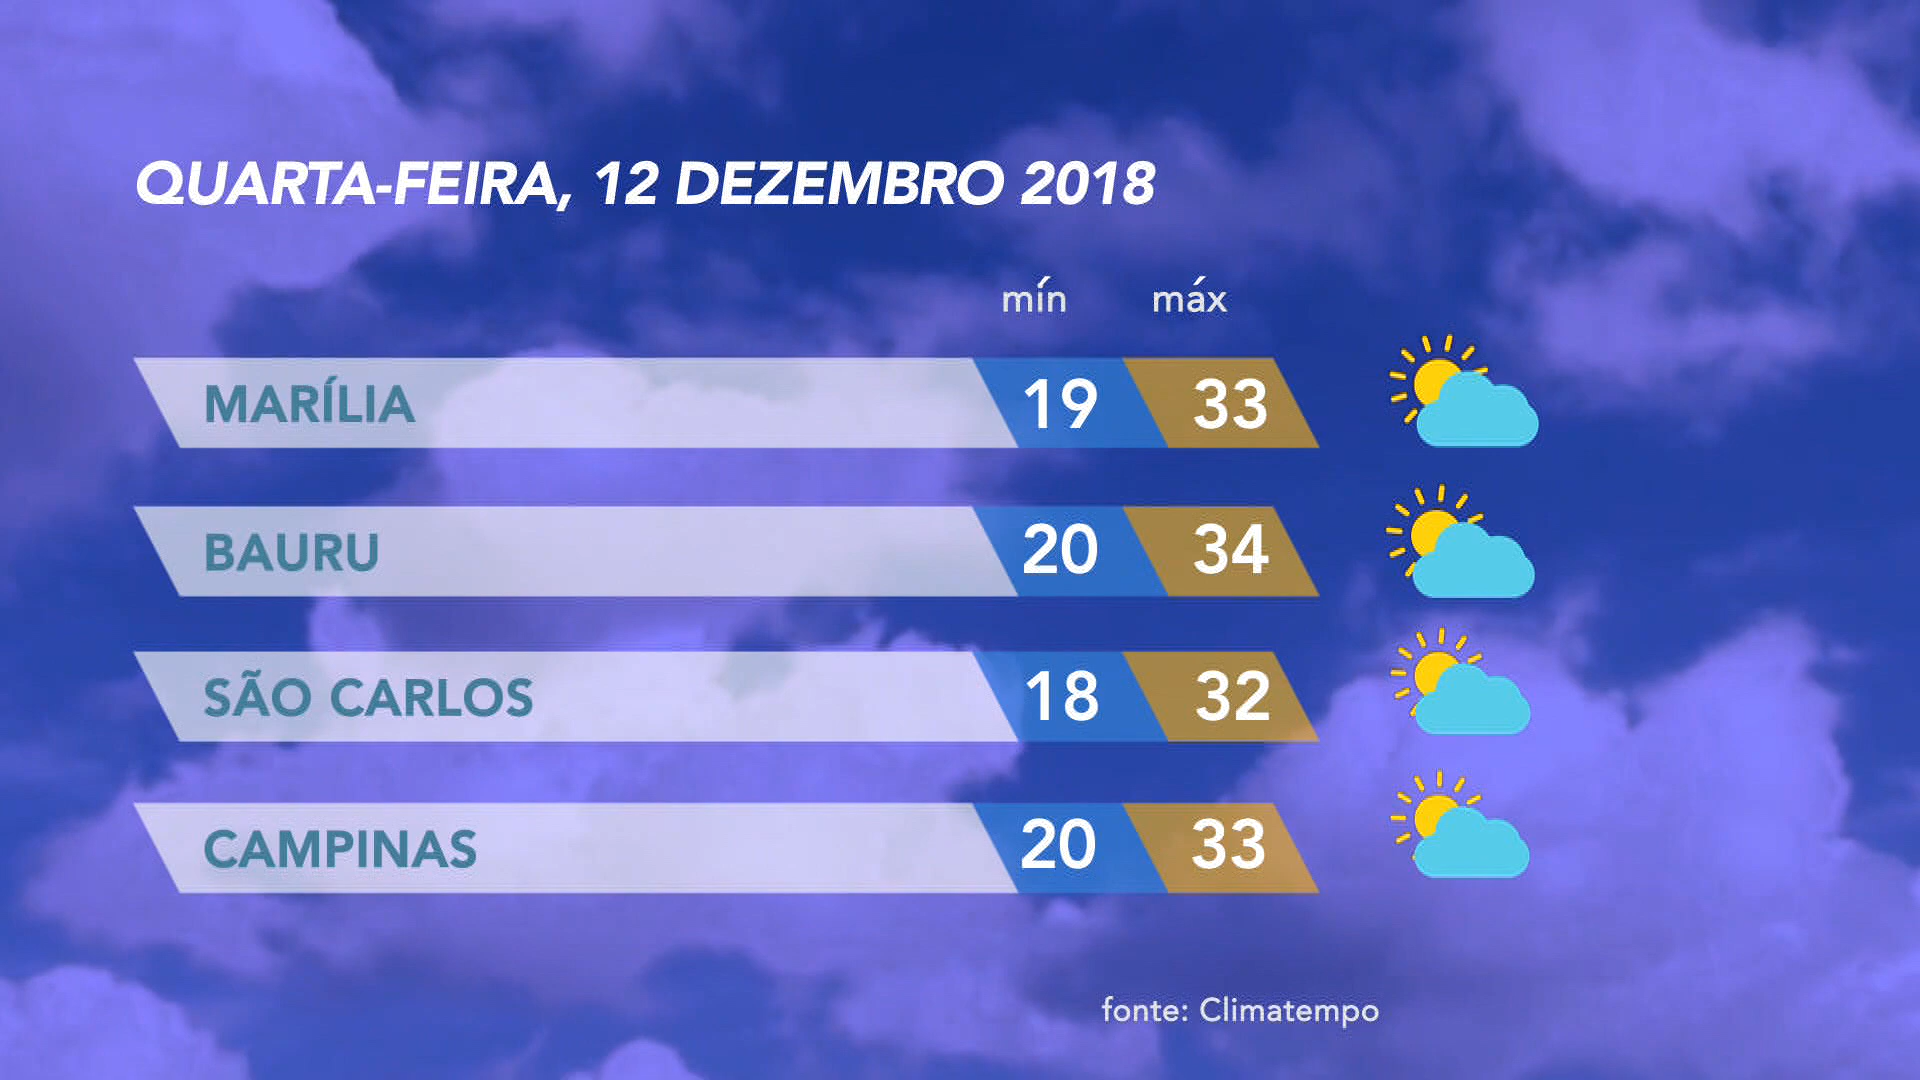 QUARTA-FEIRA, 12 DEZEMBRO 2018
mín máx
MARÍLIA 19 33
BAURU 20 34
SÃO CARLOS 18 32
CAMPINAS 20 33
fonte: Climatempo